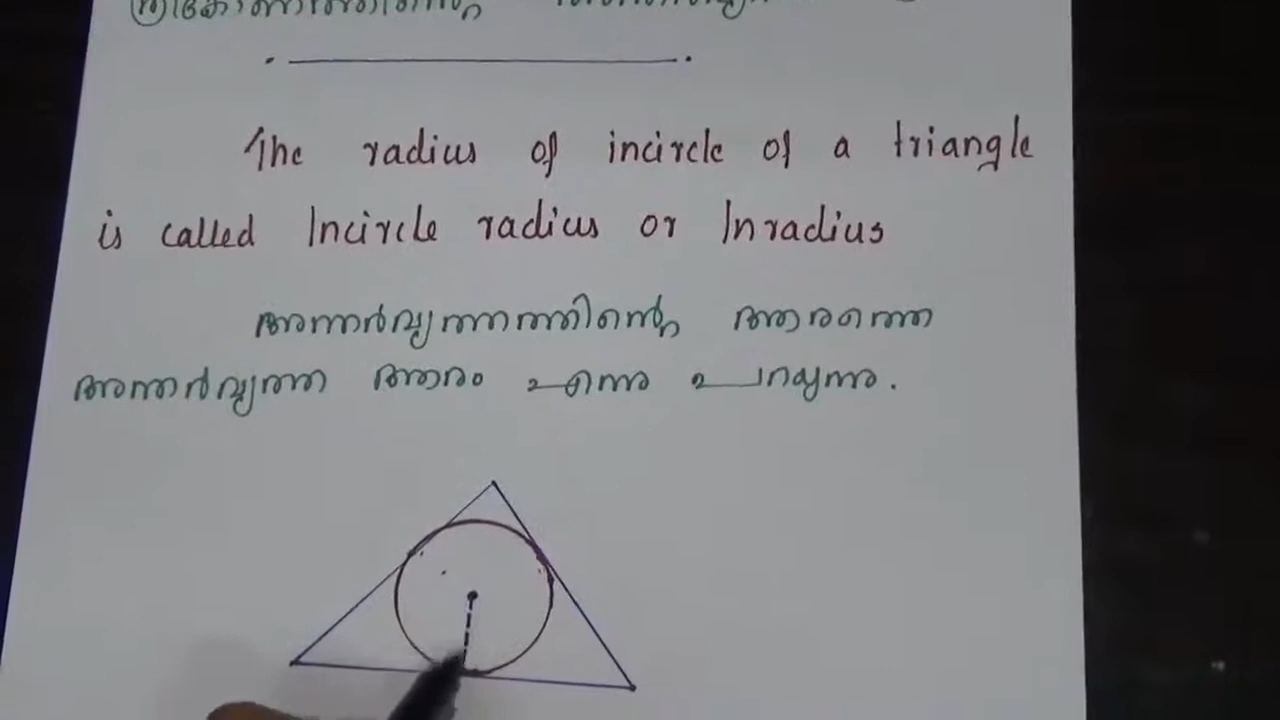 The radius of incircle of a triangle
is called Incircle radius or Inradius
അന്തർവൃത്തത്തിന്റെ ആരത്തെ
അന്തർവൃത്ത ആരം എന്നു പറയുന്നു.